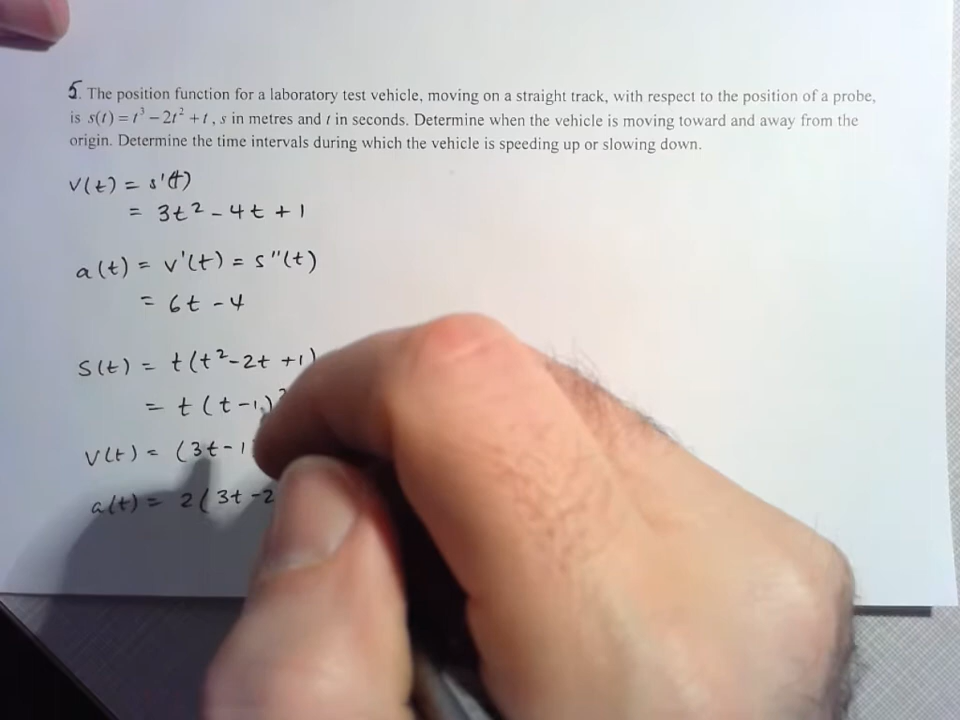 5. The position function for a laboratory test vehicle, moving on a straight track, with respect to the position of a probe,
is s(t) = t³ – 2t² + t , s in metres and t in seconds. Determine when the vehicle is moving toward and away from the
origin. Determine the time intervals during which the vehicle is speeding up or slowing down.
v(t) = s'(t)
= 3t² - 4t + 1
a(t) = v'(t) = s"(t)
= 6t - 4
s(t) = t(t² - 2t + 1)
= t(t-1)²
v(t) = (3t-1
a(t) = 2(3t-2